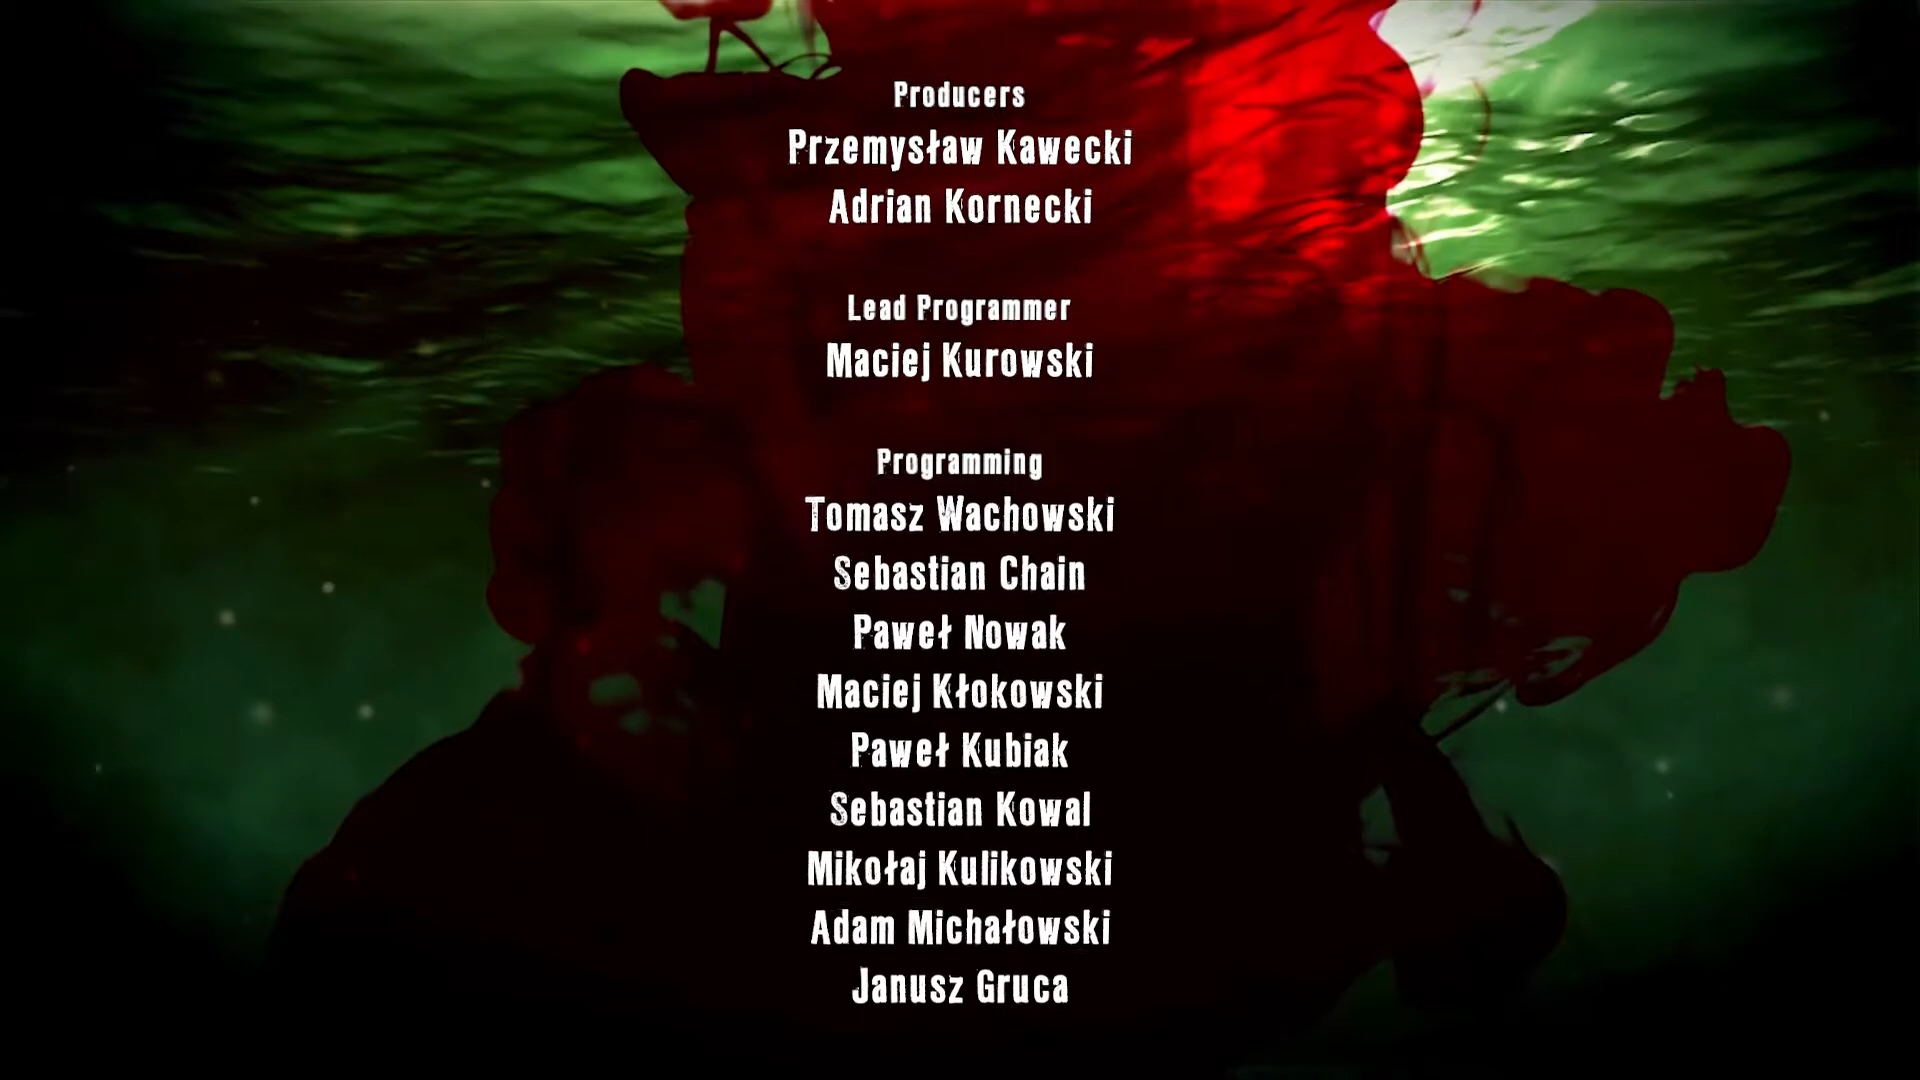 Producers
Przemysław Kawecki
Adrian Kornecki
Lead Programmer
Maciej Kurowski
Programming
Tomasz Wachowski
Sebastian Chain
Paweł Nowak
Maciej Kłokowski
Paweł Kubiak
Sebastian Kowal
Mikołaj Kulikowski
Adam Michałowski
Janusz Gruca